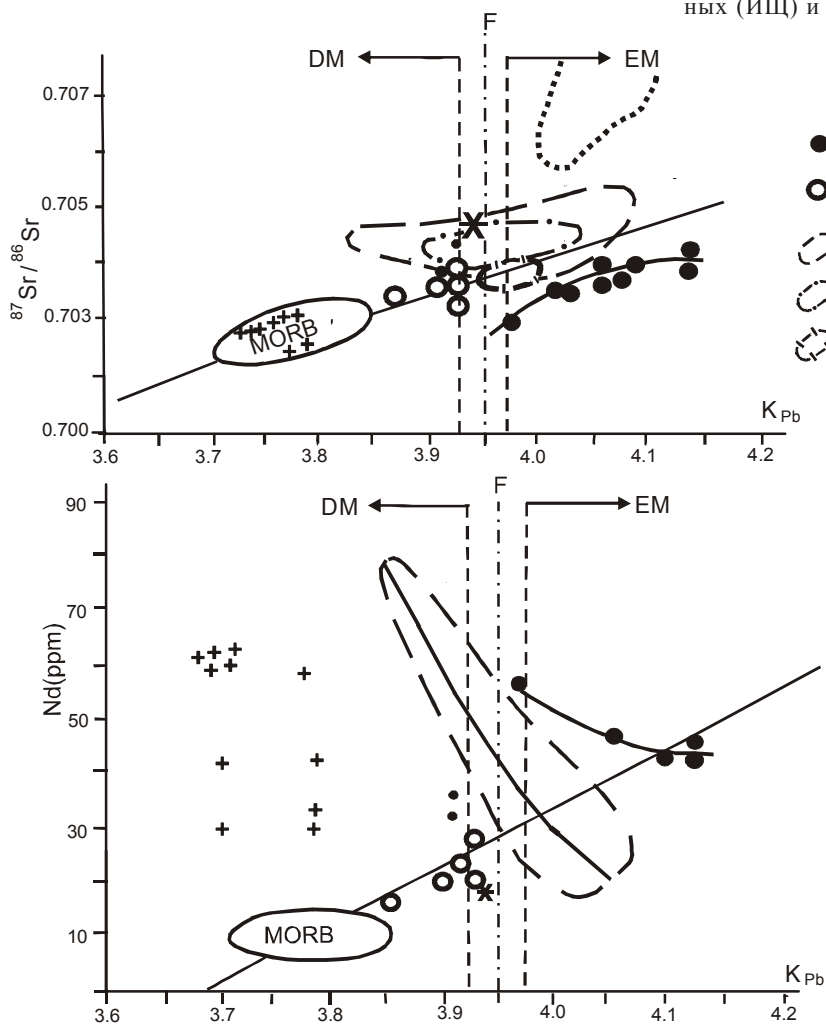 ных (ИЩ) и
F
DM EM
0.707
0.705
0.703
0.700
87Sr/86Sr
MORB
K Pb
3.6 3.7 3.8 3.9 4.0 4.1 4.2
F
DM EM
90
70
50
30
10
Nd(ppm)
MORB
K Pb
3.6 3.7 3.8 3.9 4.0 4.1 4.2